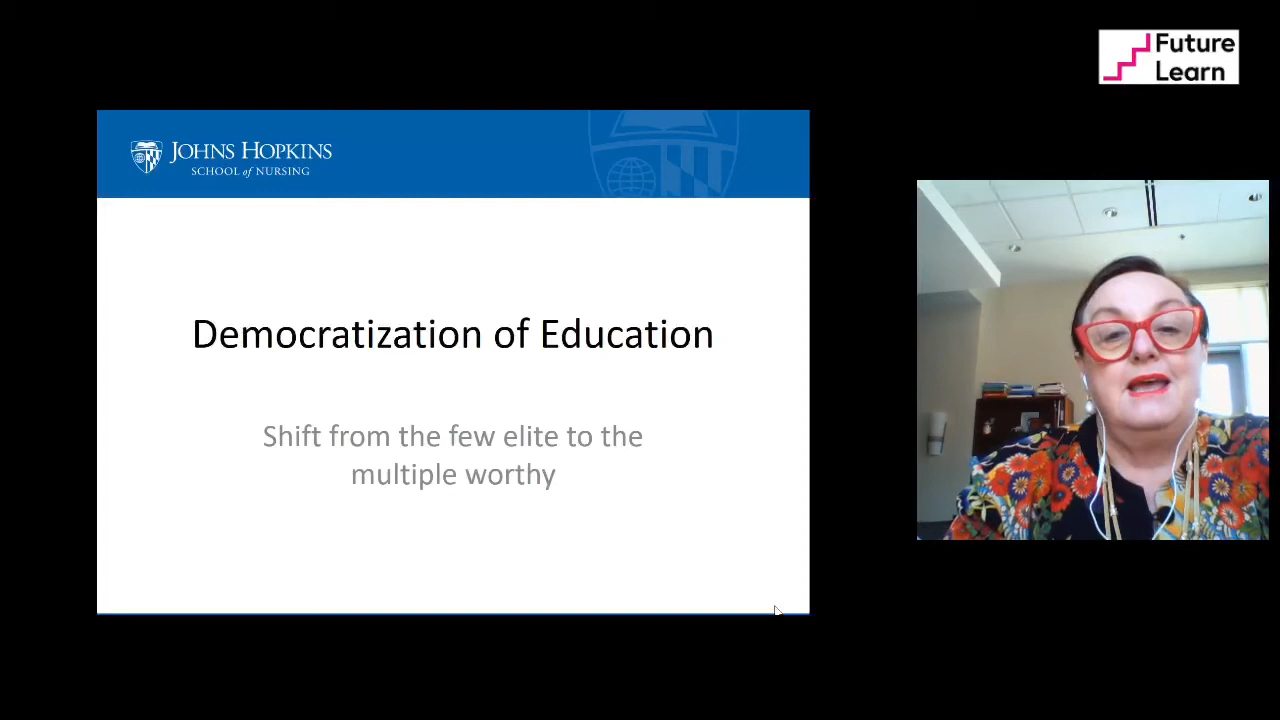 Future
Learn
JOHNS HOPKINS
SCHOOL of NURSING
Democratization of Education
Shift from the few elite to the
multiple worthy